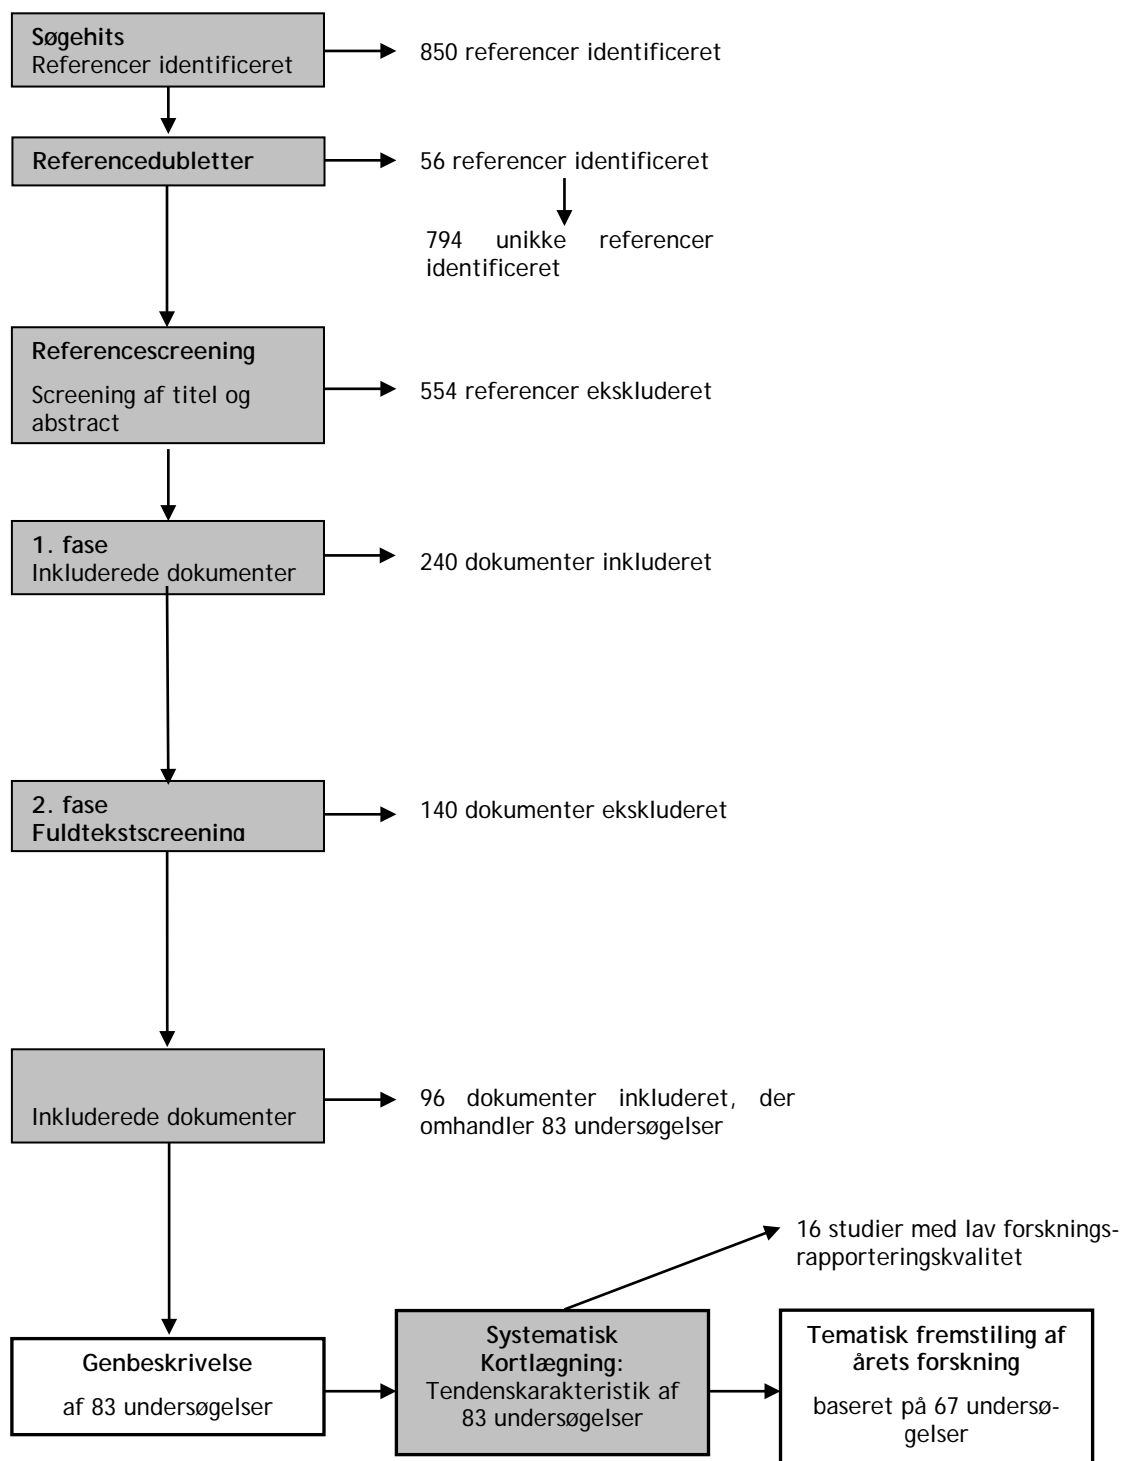 Søgehits
Referencer identificeret
850 referencer identificeret
Referencedubletter
56 referencer identificeret
794 unikke referencer
identificeret
Referencescreening
Screening af titel og
abstract
554 referencer ekskluderet
1. fase
Inkluderede dokumenter
240 dokumenter inkluderet
2. fase
Fuldtekstscreening
140 dokumenter ekskluderet
Inkluderede dokumenter
96 dokumenter inkluderet, der
omhandler 83 undersøgelser
16 studier med lav forsknings-
rapporteringskvalitet
Genbeskrivelse
af 83 undersøgelser
Systematisk
Kortlægning:
Tendenskarakteristik af
83 undersøgelser
Tematisk fremstiling af
årets forskning
baseret på 67 undersø-
gelser